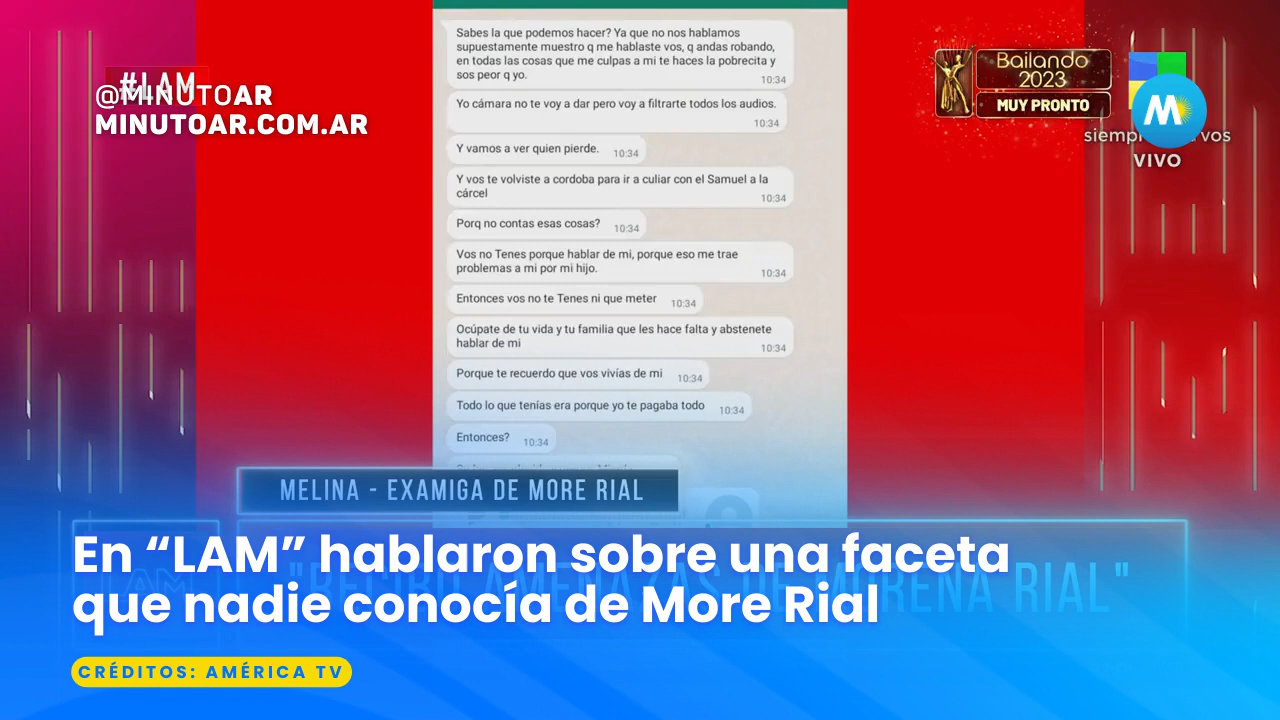 #LAM
@MINUTOAR
MINUTOAR.COM.AR
Bailando
2023
MUY PRONTO
M
VIVO
Sabes la que podemos hacer? Ya que no nos hablamos
supuestamente muestro q me hablaste vos, q andas robando,
en todas las cosas que me culpas a mi te haces la pobrecita y
sos peor q yo.
10:34
Yo cámara no te voy a dar pero voy a filtrarte todos los audios.
10:34
Y vamos a ver quien pierde. 10:34
Y vos te volviste a cordoba para ir a culiar con el Samuel a la
cárcel
10:34
Porq no contas esas cosas? 10:34
Vos no Tenes porque hablar de mi, porque eso me trae
problemas a mi por mi hijo.
10:34
Entonces vos no te Tenes ni que meter 10:34
Ocúpate de tu vida y tu familia que les hace falta y abstenete
hablar de mi
10:34
Porque te recuerdo que vos vivías de mi 10:34
Todo lo que tenías era porque yo te pagaba todo 10:34
Entonces? 10:34
MELINA - EXAMIGA DE MORE RIAL
"RECIBÍ AMENAZAS DE MORENA RIAL"
En “LAM” hablaron sobre una faceta
que nadie conocía de More Rial
CRÉDITOS: AMÉRICA TV